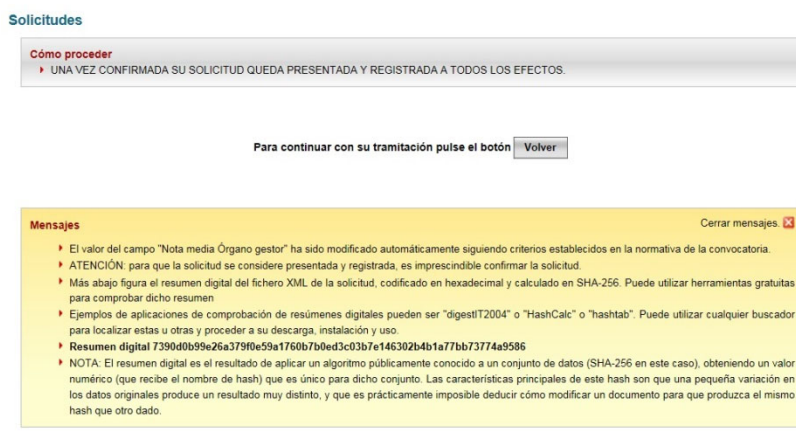 Solicitudes
Cómo proceder
UNA VEZ CONFIRMADA SU SOLICITUD QUEDA PRESENTADA Y REGISTRADA A TODOS LOS EFECTOS.
Para continuar con su tramitación pulse el botón Volver
Mensajes Cerrar mensajes.
El valor del campo "Nota media Órgano gestor" ha sido modificado automáticamente siguiendo criterios establecidos en la normativa de la convocatoria.
ATENCIÓN: para que la solicitud se considere presentada y registrada, es imprescindible confirmar la solicitud.
Más abajo figura el resumen digital del fichero XML de la solicitud, codificado en hexadecimal y calculado en SHA-256. Puede utilizar herramientas gratuitas
para comprobar dicho resumen
Ejemplos de aplicaciones de comprobación de resúmenes digitales pueden ser "digestIT2004" o "HashCalc" o "hashtab". Puede utilizar cualquier buscador
para localizar estas u otras y proceder a su descarga, instalación y uso.
Resumen digital 7390d0b99e26a379f0e59a1760b7b0ed3c03b7e146302b4b1a77bb73774a9586
NOTA: El resumen digital es el resultado de aplicar un algoritmo públicamente conocido a un conjunto de datos (SHA-256 en este caso), obteniendo un valor
numérico (que recibe el nombre de hash) que es único para dicho conjunto. Las características principales de este hash son que una pequeña variación en
los datos originales produce un resultado muy distinto, y que es prácticamente imposible deducir cómo modificar un documento para que produzca el mismo
hash que otro dado.